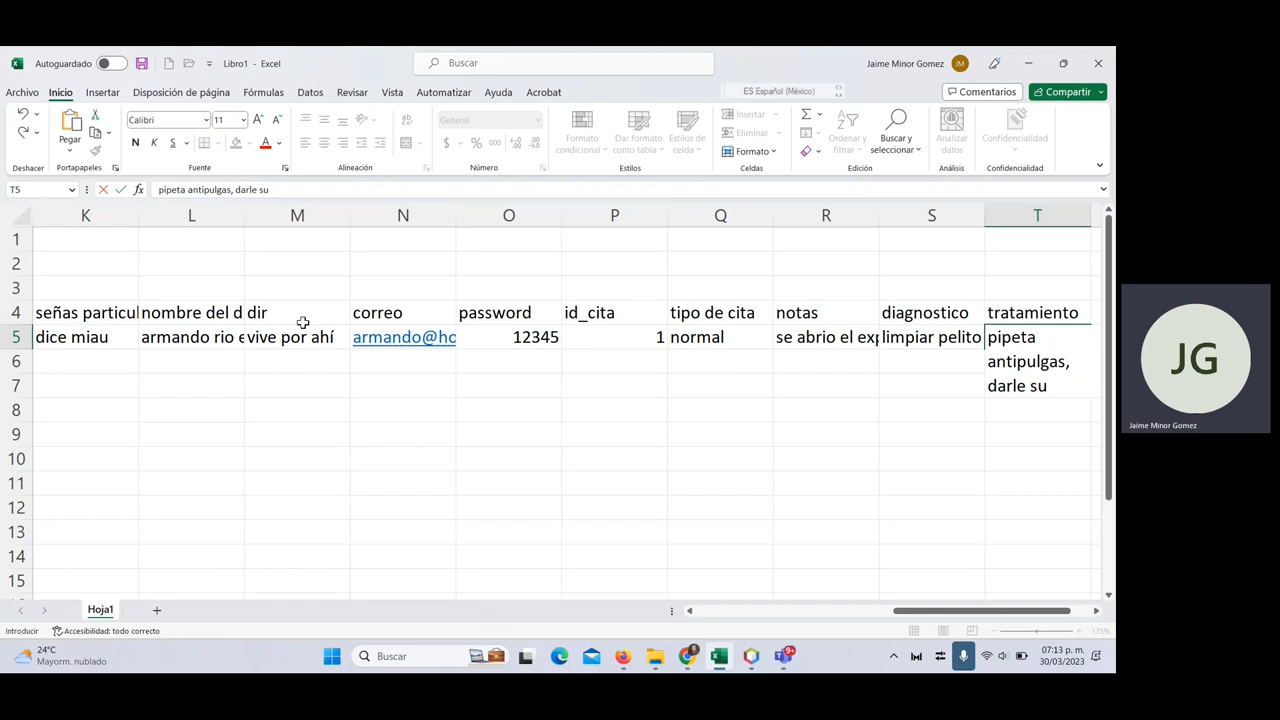 Autoguardado
Libro1 - Excel
Buscar
Jaime Minor Gomez
JM
Archivo Inicio Insertar Disposición de página Fórmulas Datos Revisar Vista Automatizar Ayuda Acrobat
ES Español (México)
Comentarios
Compartir
Pegar
Calibri 11
N K S
General
$ % 000
Formato condicional
Dar formato como tabla
Estilos de celda
Insertar
Eliminar
Formato
Ordenar y filtrar
Buscar y seleccionar
Analizar datos
Confidencialidad
Deshacer Portapapeles Fuente Alineación Número Estilos Celdas Edición Análisis Confidencialidad
T5 fx pipeta antipulgas, darle su
K L M N O P Q R S T
1
2
3
4 señas particul nombre del d dir correo password id_cita tipo de cita notas diagnostico tratamiento
5 dice miau armando rio e vive por ahí armando@hc 12345 1 normal se abrio el exp limpiar pelito pipeta
6 antipulgas,
7 darle su
8
9
10
11
12
13
14
15
JG
Jaime Minor Gomez
Hoja1
Introducir Accesibilidad: todo correcto 175%
24°C
Mayorm. nublado
Buscar
9+
07:13 p. m.
30/03/2023